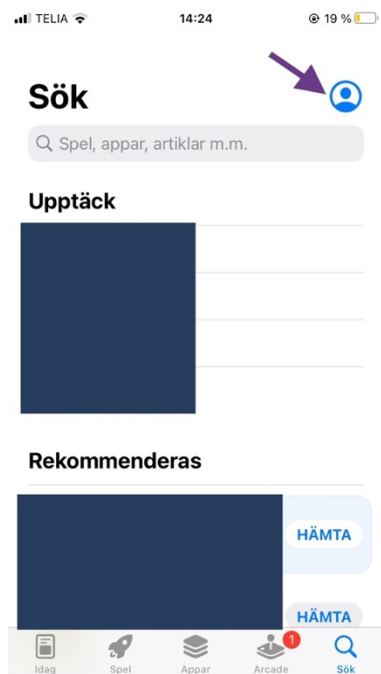 TELIA 14:24 19 %
Sök
Spel, appar, artiklar m.m.
Upptäck
Rekommenderas
HÄMTA
HÄMTA
1
Idag Spel Appar Arcade Sök